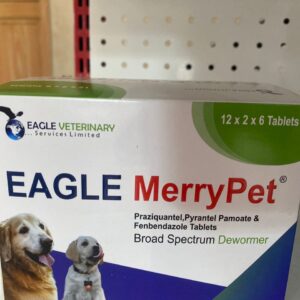 EAGLE VETERINARY
... Services Limited
12 x 2 x 6 Tablets
EAGLE MerryPet®
Praziquantel,Pyrantel Pamoate &
Fenbendazole Tablets
Broad Spectrum Dewormer